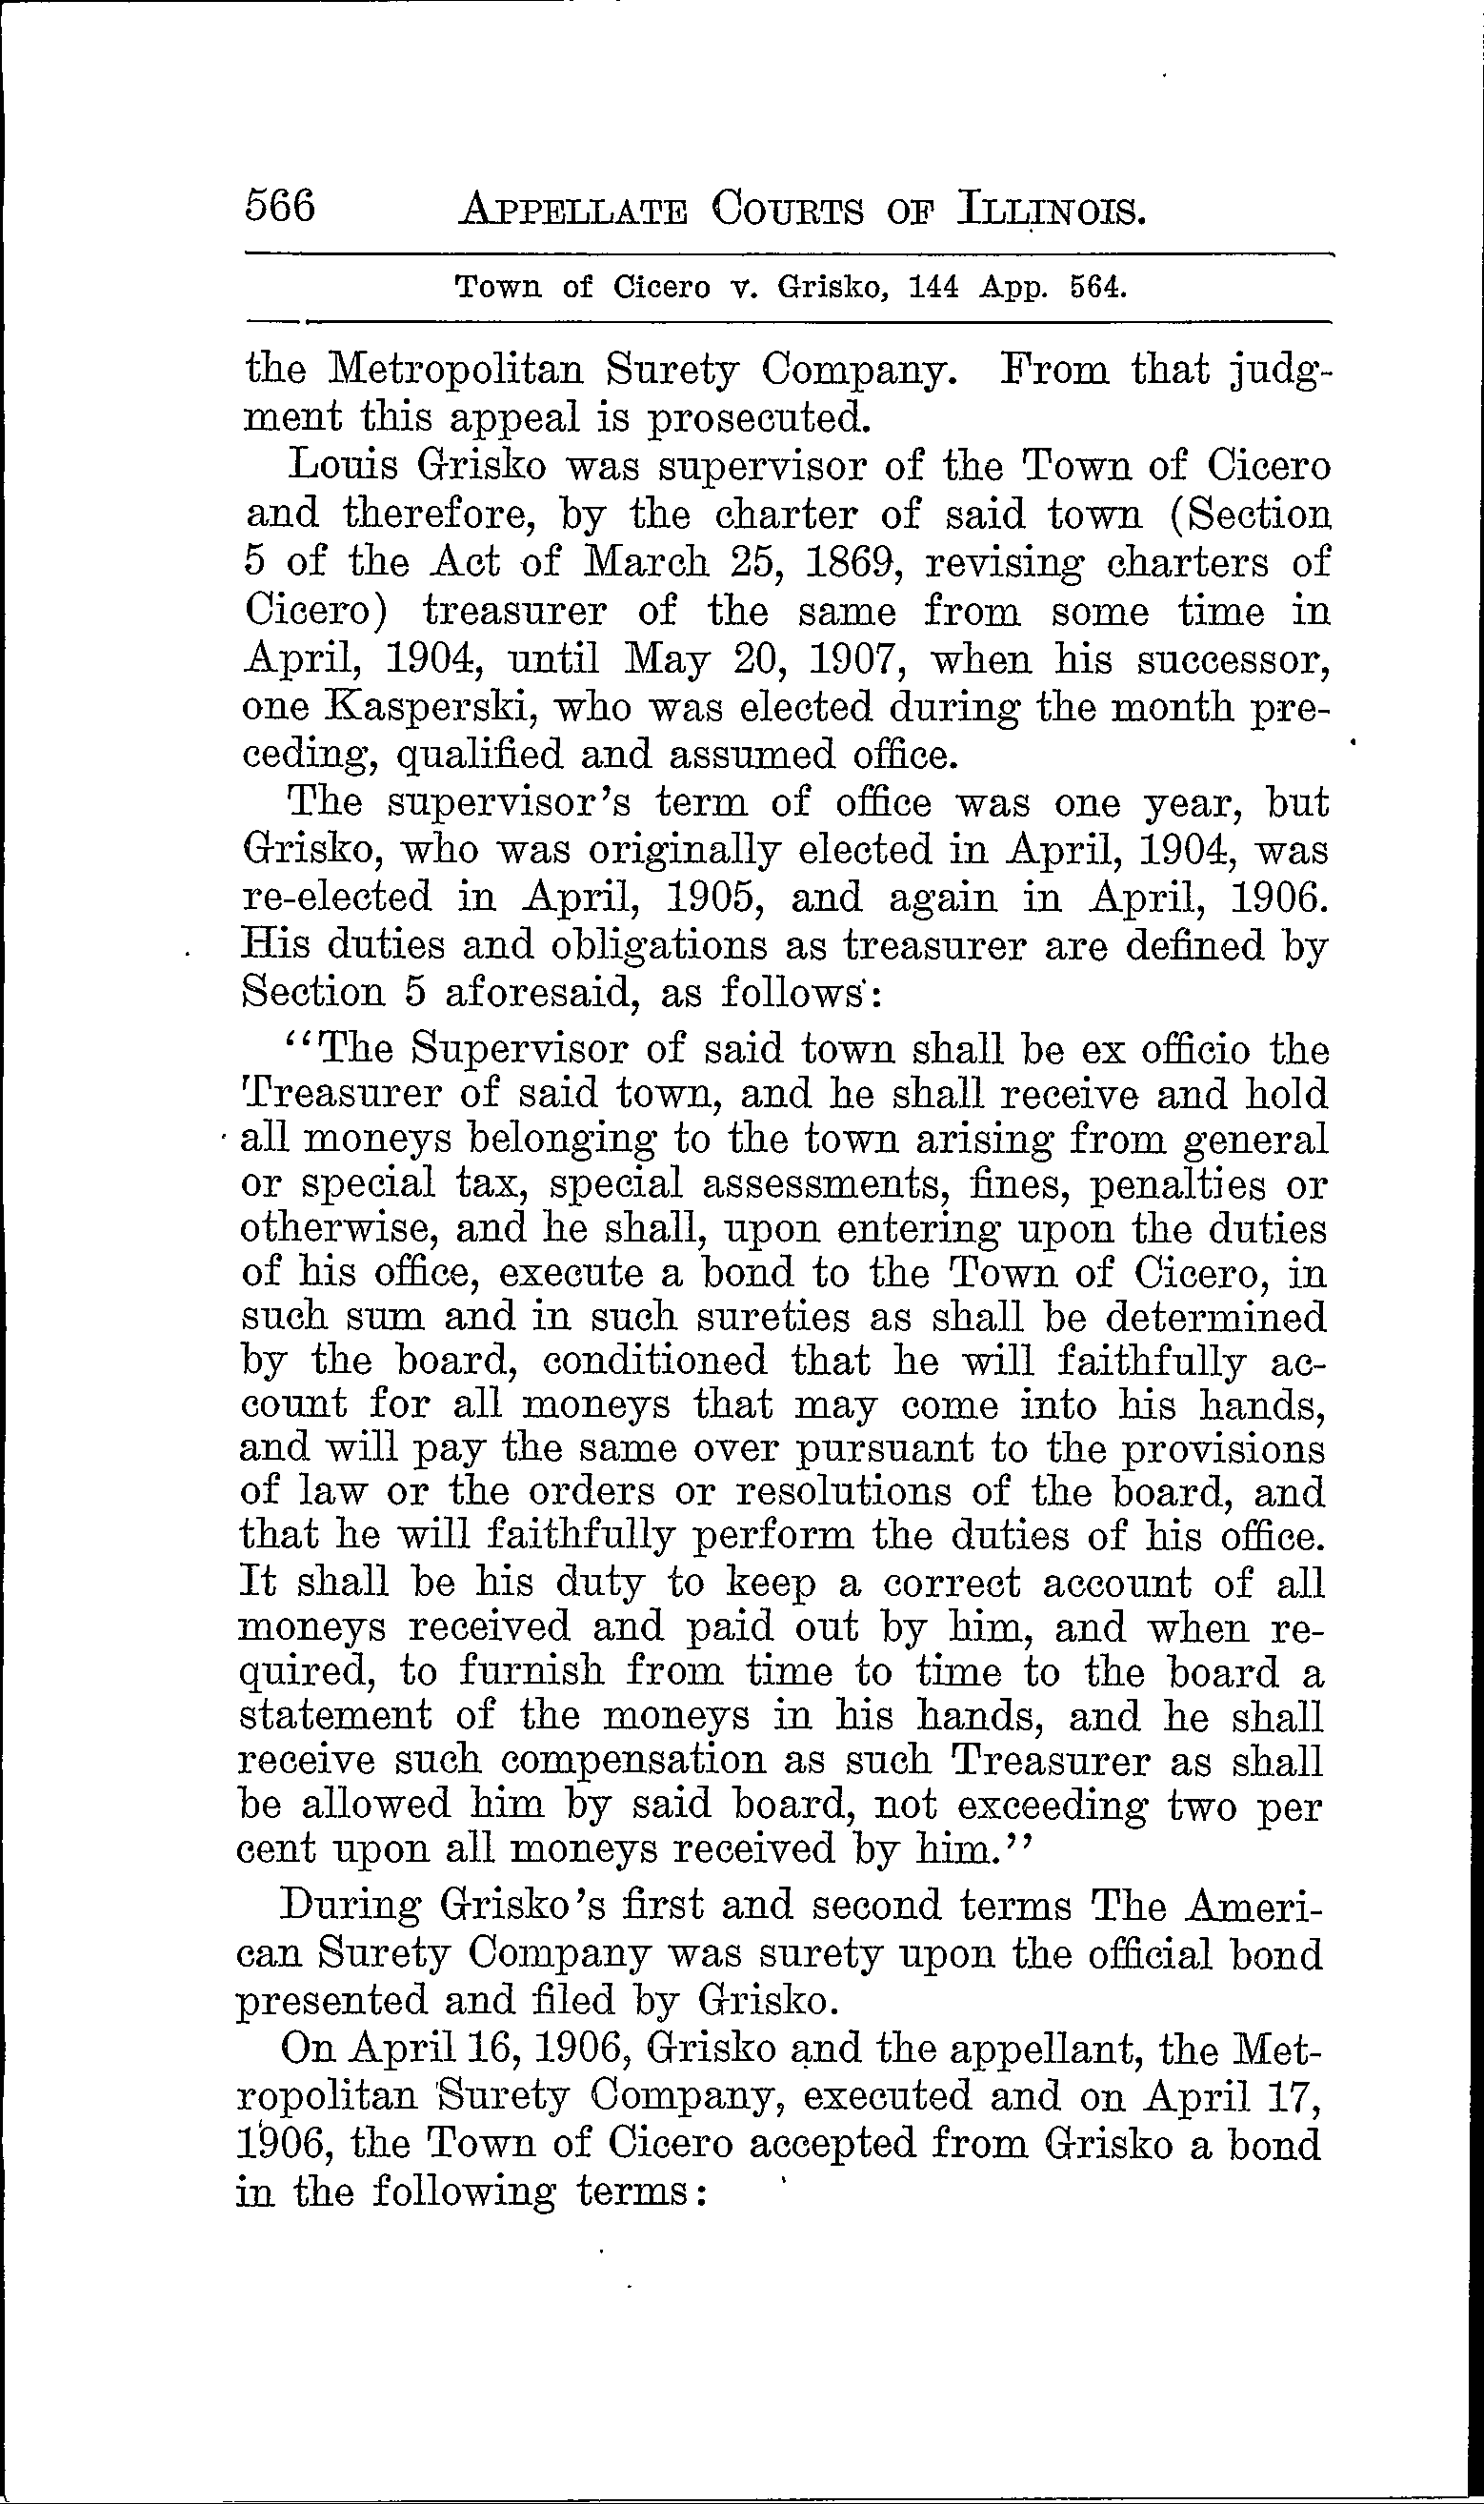 566 APPELLATE COURTS OF ILLINOIS.
Town of Cicero v. Grisko, 144 App. 564.
the Metropolitan Surety Company. From that judg-
ment this appeal is prosecuted.
Louis Grisko was supervisor of the Town of Cicero
and therefore, by the charter of said town (Section
5 of the Act of March 25, 1869, revising charters of
Cicero) treasurer of the same from some time in
April, 1904, until May 20, 1907, when his successor,
one Kasperski, who was elected during the month pre-
ceding, qualified and assumed office.
The supervisor's term of office was one year, but
Grisko, who was originally elected in April, 1904, was
re-elected in April, 1905, and again in April, 1906.
His duties and obligations as treasurer are defined by
Section 5 aforesaid, as follows:
"The Supervisor of said town shall be ex officio the
Treasurer of said town, and he shall receive and hold
all moneys belonging to the town arising from general
or special tax, special assessments, fines, penalties or
otherwise, and he shall, upon entering upon the duties
of his office, execute a bond to the Town of Cicero, in
such sum and in such sureties as shall be determined
by the board, conditioned that he will faithfully ac-
count for all moneys that may come into his hands,
and will pay the same over pursuant to the provisions
of law or the orders or resolutions of the board, and
that he will faithfully perform the duties of his office.
It shall be his duty to keep a correct account of all
moneys received and paid out by him, and when re-
quired, to furnish from time to time to the board a
statement of the moneys in his hands, and he shall
receive such compensation as such Treasurer as shall
be allowed him by said board, not exceeding two per
cent upon all moneys received by him."
During Grisko's first and second terms The Ameri-
can Surety Company was surety upon the official bond
presented and filed by Grisko.
On April 16, 1906, Grisko and the appellant, the Met-
ropolitan Surety Company, executed and on April 17,
1906, the Town of Cicero accepted from Grisko a bond
in the following terms: